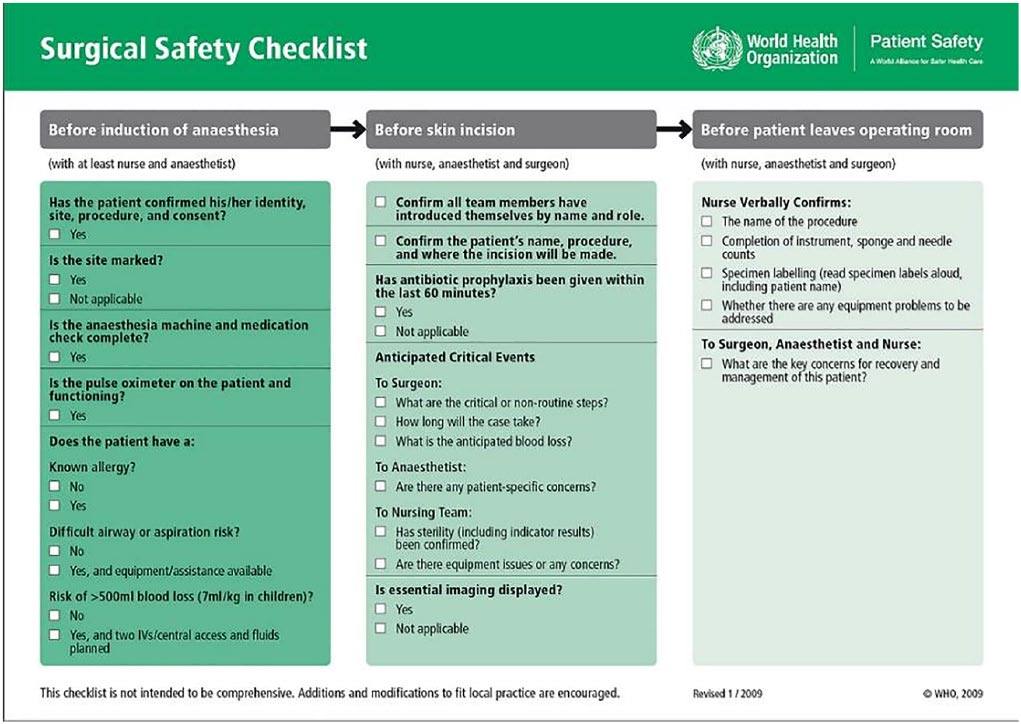 Surgical Safety Checklist
World Health
Organization
Patient Safety
A World Alliance for Safer Health Care
Before induction of anaesthesia
(with at least nurse and anaesthetist)
Has the patient confirmed his/her identity,
site, procedure, and consent?
Yes
Is the site marked?
Yes
Not applicable
Is the anaesthesia machine and medication
check complete?
Yes
Is the pulse oximeter on the patient and
functioning?
Yes
Does the patient have a:
Known allergy?
No
Yes
Difficult airway or aspiration risk?
No
Yes, and equipment/assistance available
Risk of >500ml blood loss (7ml/kg in children)?
No
Yes, and two IVs/central access and fluids
planned
Before skin incision
(with nurse, anaesthetist and surgeon)
Confirm all team members have
introduced themselves by name and role.
Confirm the patient's name, procedure,
and where the incision will be made.
Has antibiotic prophylaxis been given within
the last 60 minutes?
Yes
Not applicable
Anticipated Critical Events
To Surgeon:
What are the critical or non-routine steps?
How long will the case take?
What is the anticipated blood loss?
To Anaesthetist:
Are there any patient-specific concerns?
To Nursing Team:
Has sterility (including indicator results)
been confirmed?
Are there equipment issues or any concerns?
Is essential imaging displayed?
Yes
Not applicable
Before patient leaves operating room
(with nurse, anaesthetist and surgeon)
Nurse Verbally Confirms:
The name of the procedure
Completion of instrument, sponge and needle
counts
Specimen labelling (read specimen labels aloud,
including patient name)
Whether there are any equipment problems to be
addressed
To Surgeon, Anaesthetist and Nurse:
What are the key concerns for recovery and
management of this patient?
This checklist is not intended to be comprehensive. Additions and modifications to fit local practice are encouraged.
Revised 1 / 2009
© WHO, 2009